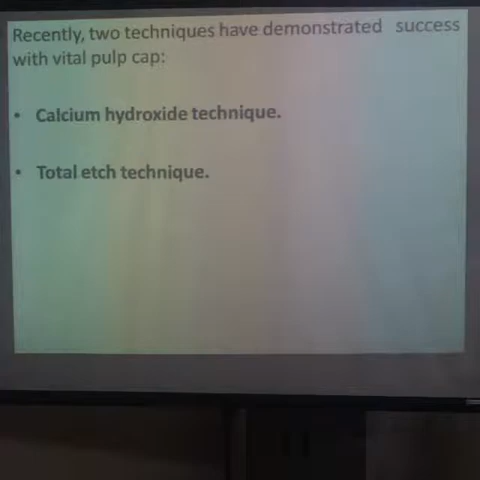 Recently, two techniques have demonstrated success
with vital pulp cap:
• Calcium hydroxide technique.
• Total etch technique.